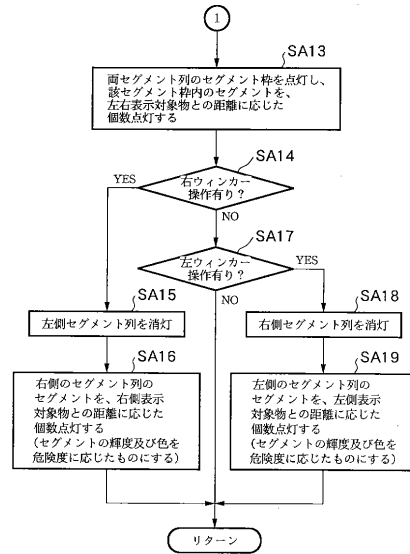 1
SA13
両セグメント列のセグメント枠を点灯し、
該セグメント枠内のセグメントを、
左右表示対象物との距離に応じた
個数点灯する
SA14
YES
右ウィンカー
操作有り?
NO
SA17
左ウィンカー
操作有り?
YES
NO
SA15
左側セグメント列を消灯
SA18
右側セグメント列を消灯
SA16
右側のセグメント列の
セグメントを、右側表示
対象物との距離に応じた
個数点灯する
(セグメントの輝度及び色を
危険度に応じたものにする)
SA19
左側のセグメント列の
セグメントを、左側表示
対象物との距離に応じた
個数点灯する
(セグメントの輝度及び色を
危険度に応じたものにする)
リターン